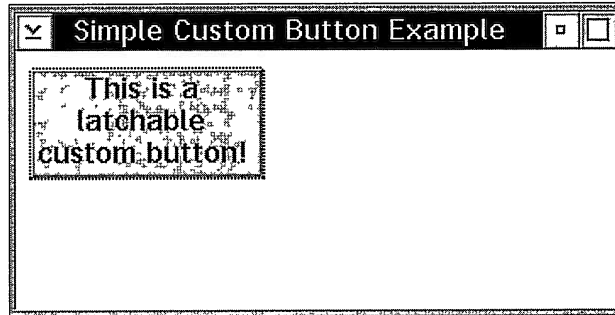 Simple Custom Button Example
This is a
latchable
custom button!